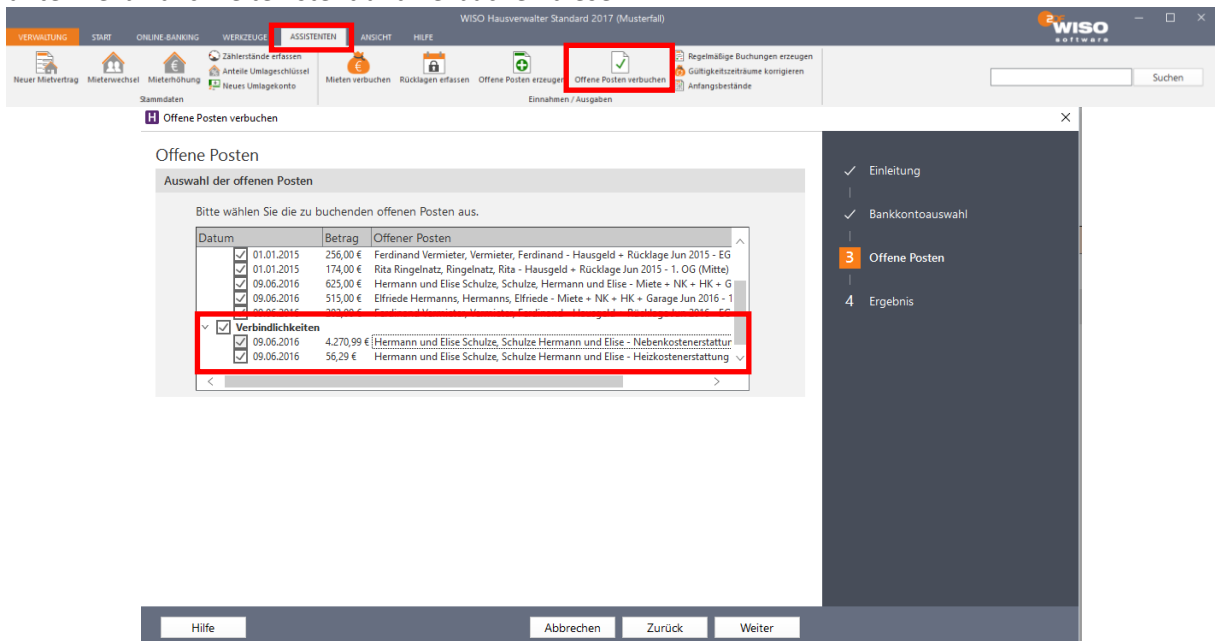 WISO Hausverwalter Standard 2017 (Musterfall)
WISO
software
VERWALTUNG START ONLINE-BANKING WERKZEUGE ASSISTENTEN ANSICHT HILFE
Neuer Mietvertrag
Mieterwechsel
Mieterhöhung
Zählerstände erfassen
Anteile Umlageschlüssel
Neues Umlagekonto
Mieten verbuchen
Rücklagen erfassen
Offene Posten erzeugen
Offene Posten verbuchen
Regelmäßige Buchungen erzeugen
Gültigkeitszeiträume korrigieren
Anfangsbestände
Suchen
Stammdaten
Einnahmen / Ausgaben
Offene Posten verbuchen
Offene Posten
Auswahl der offenen Posten
Bitte wählen Sie die zu buchenden offenen Posten aus.
Datum Betrag Offener Posten
01.01.2015 256,00 € Ferdinand Vermieter, Vermieter, Ferdinand - Hausgeld + Rücklage Jun 2015 - EG
01.01.2015 174,00 € Rita Ringelnatz, Ringelnatz, Rita - Hausgeld + Rücklage Jun 2015 - 1. OG (Mitte)
09.06.2016 625,00 € Hermann und Elise Schulze, Schulze, Hermann und Elise - Miete + NK + HK + G
09.06.2016 515,00 € Elfriede Hermanns, Hermanns, Elfriede - Miete + NK + HK + Garage Jun 2016 - 1
Verbindlichkeiten
09.06.2016 4.270,99 € Hermann und Elise Schulze, Schulze Hermann und Elise - Nebenkostenerstattur
09.06.2016 56,29 € Hermann und Elise Schulze, Schulze Hermann und Elise - Heizkostenerstattung
Einleitung
Bankkontoauswahl
3 Offene Posten
4 Ergebnis
Hilfe Abbrechen Zurück Weiter